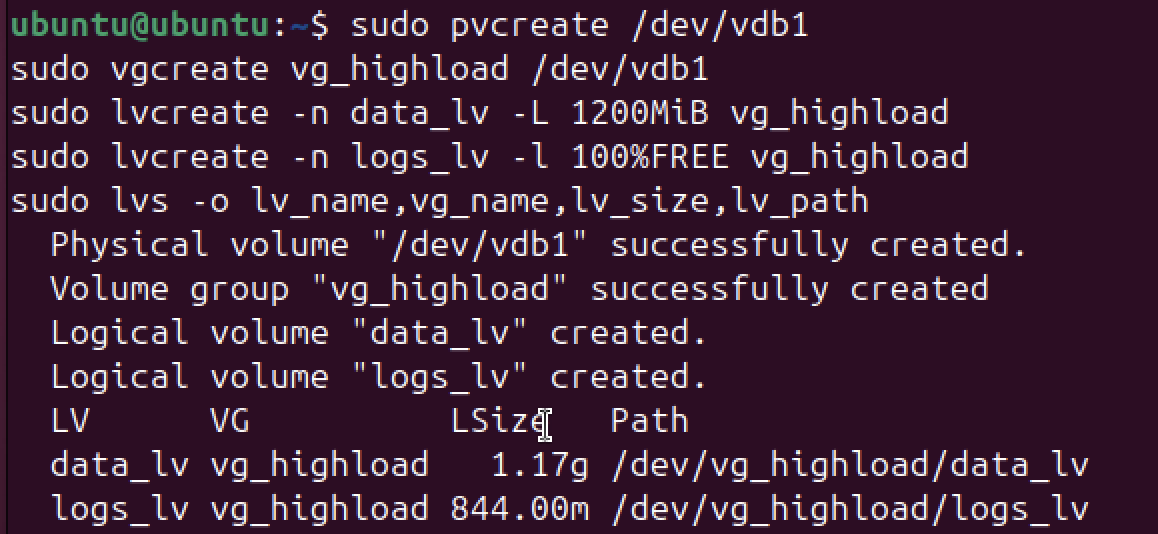 ubuntu@ubuntu:~$ sudo pvcreate /dev/vdb1
sudo vgcreate vg_highload /dev/vdb1
sudo lvcreate -n data_lv -L 1200MiB vg_highload
sudo lvcreate -n logs_lv -l 100%FREE vg_highload
sudo lvs -o lv_name,vg_name,lv_size,lv_path
  Physical volume "/dev/vdb1" successfully created.
  Volume group "vg_highload" successfully created
  Logical volume "data_lv" created.
  Logical volume "logs_lv" created.
  LV      VG          LSize   Path
  data_lv vg_highload   1.17g /dev/vg_highload/data_lv
  logs_lv vg_highload 844.00m /dev/vg_highload/logs_lv